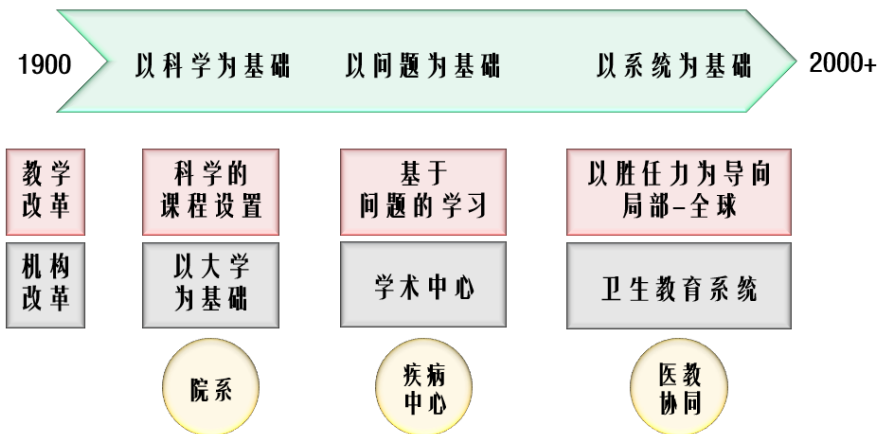 1900 以科学为基础 以问题为基础 以系统为基础 2000+
教学
改革
科学的
课程设置
基于
问题的学习
以胜任力为导向
局部-全球
机构
改革
以大学
为基础
学术中心
卫生教育系统
院系
疾病
中心
医教
协同